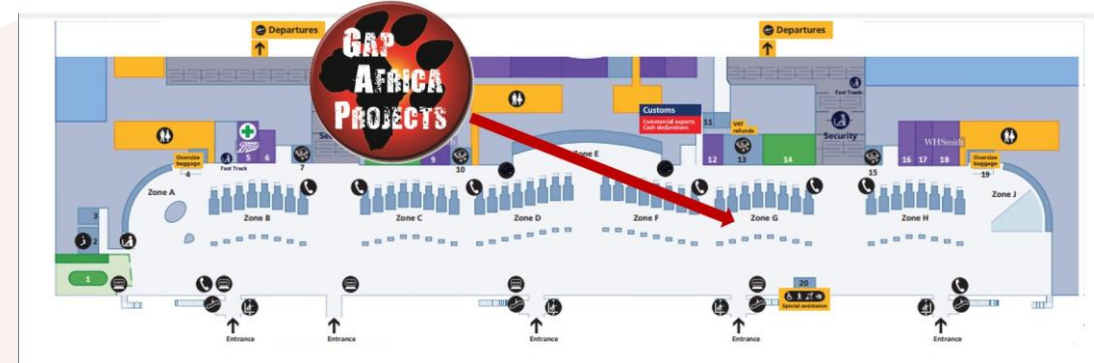 Departures
Departures
GAP
AFRICA
PROJECTS
Customs
Commercial exports
Cash declarations
Fast Track
11
VAT
refunds
Security
Boots
5
6
Fast Track
7
9
10
Zone E
12
13
14
15
WHSmith
16
17
18
Oversize
baggage
4
Oversize
baggage
19
Zone A
Zone B
Zone C
Zone D
Zone F
Zone G
Zone H
Zone J
3
2
1
20
Special assistance
Entrance
Entrance
Entrance
Entrance
Entrance